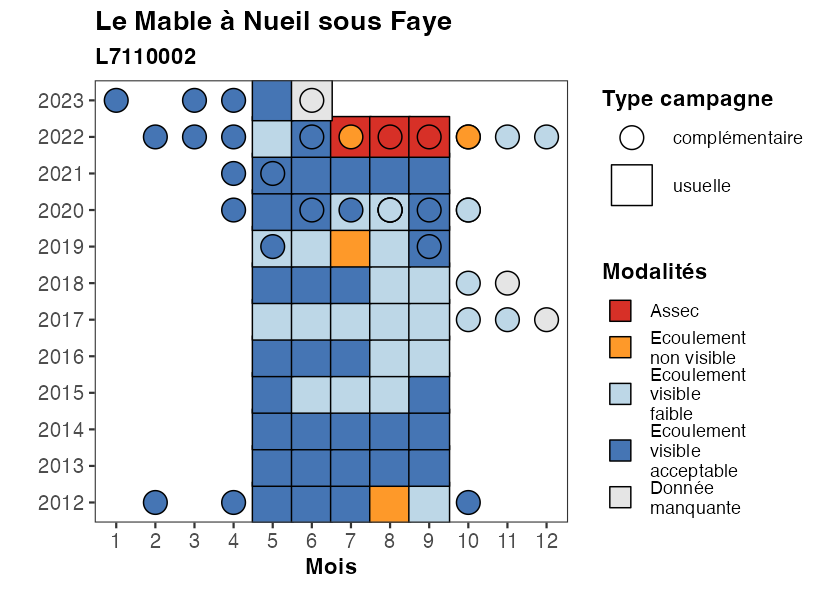 Le Mable à Nueil sous Faye
L7110002
2023
2022
2021
2020
2019
2018
2017
2016
2015
2014
2013
2012
1 2 3 4 5 6 7 8 9 10 11 12
Mois
Type campagne
complémentaire
usuelle
Modalités
Assec
Ecoulement
non visible
Ecoulement
visible
faible
Ecoulement
visible
acceptable
Donnée
manquante